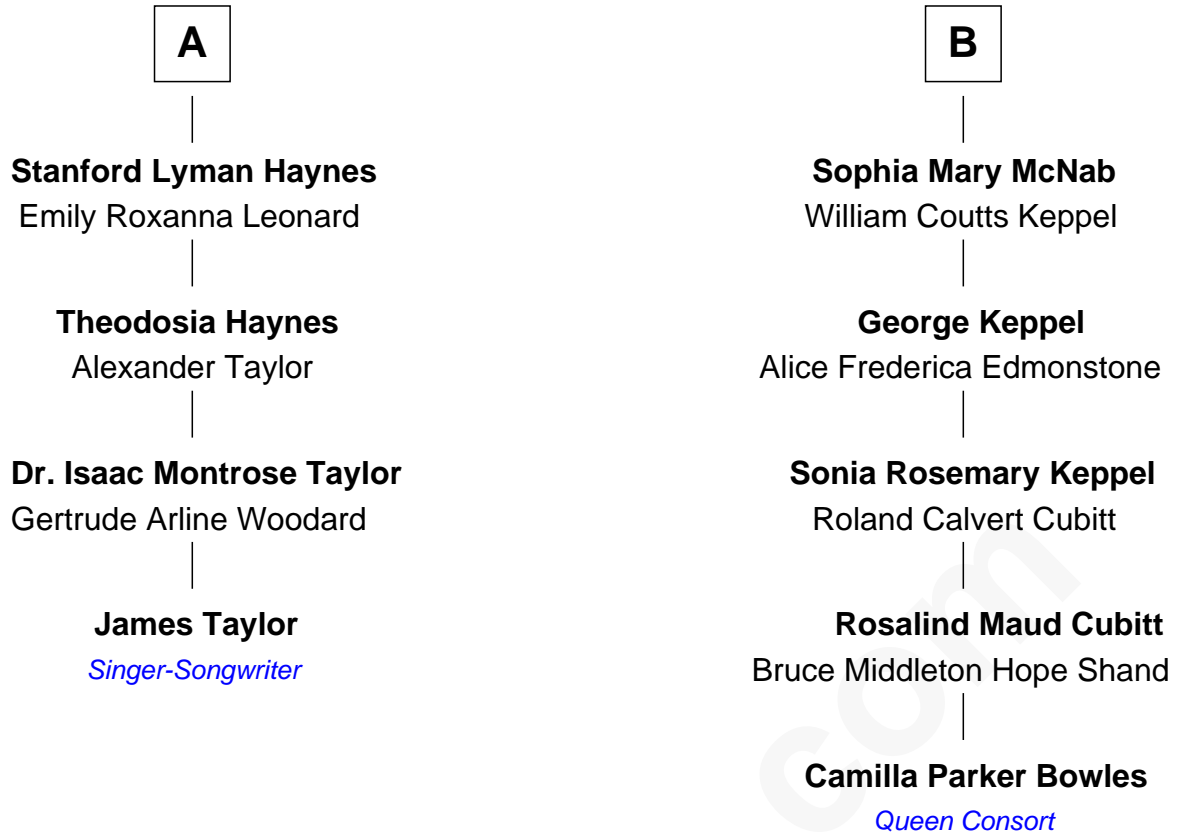 A
Stanford Lyman Haynes
Emily Roxanna Leonard
Theodosia Haynes
Alexander Taylor
Dr. Isaac Montrose Taylor
Gertrude Arline Woodard
James Taylor
Singer-Songwriter
B
Sophia Mary McNab
William Coutts Keppel
George Keppel
Alice Frederica Edmonstone
Sonia Rosemary Keppel
Roland Calvert Cubitt
Rosalind Maud Cubitt
Bruce Middleton Hope Shand
Camilla Parker Bowles
Queen Consort
com